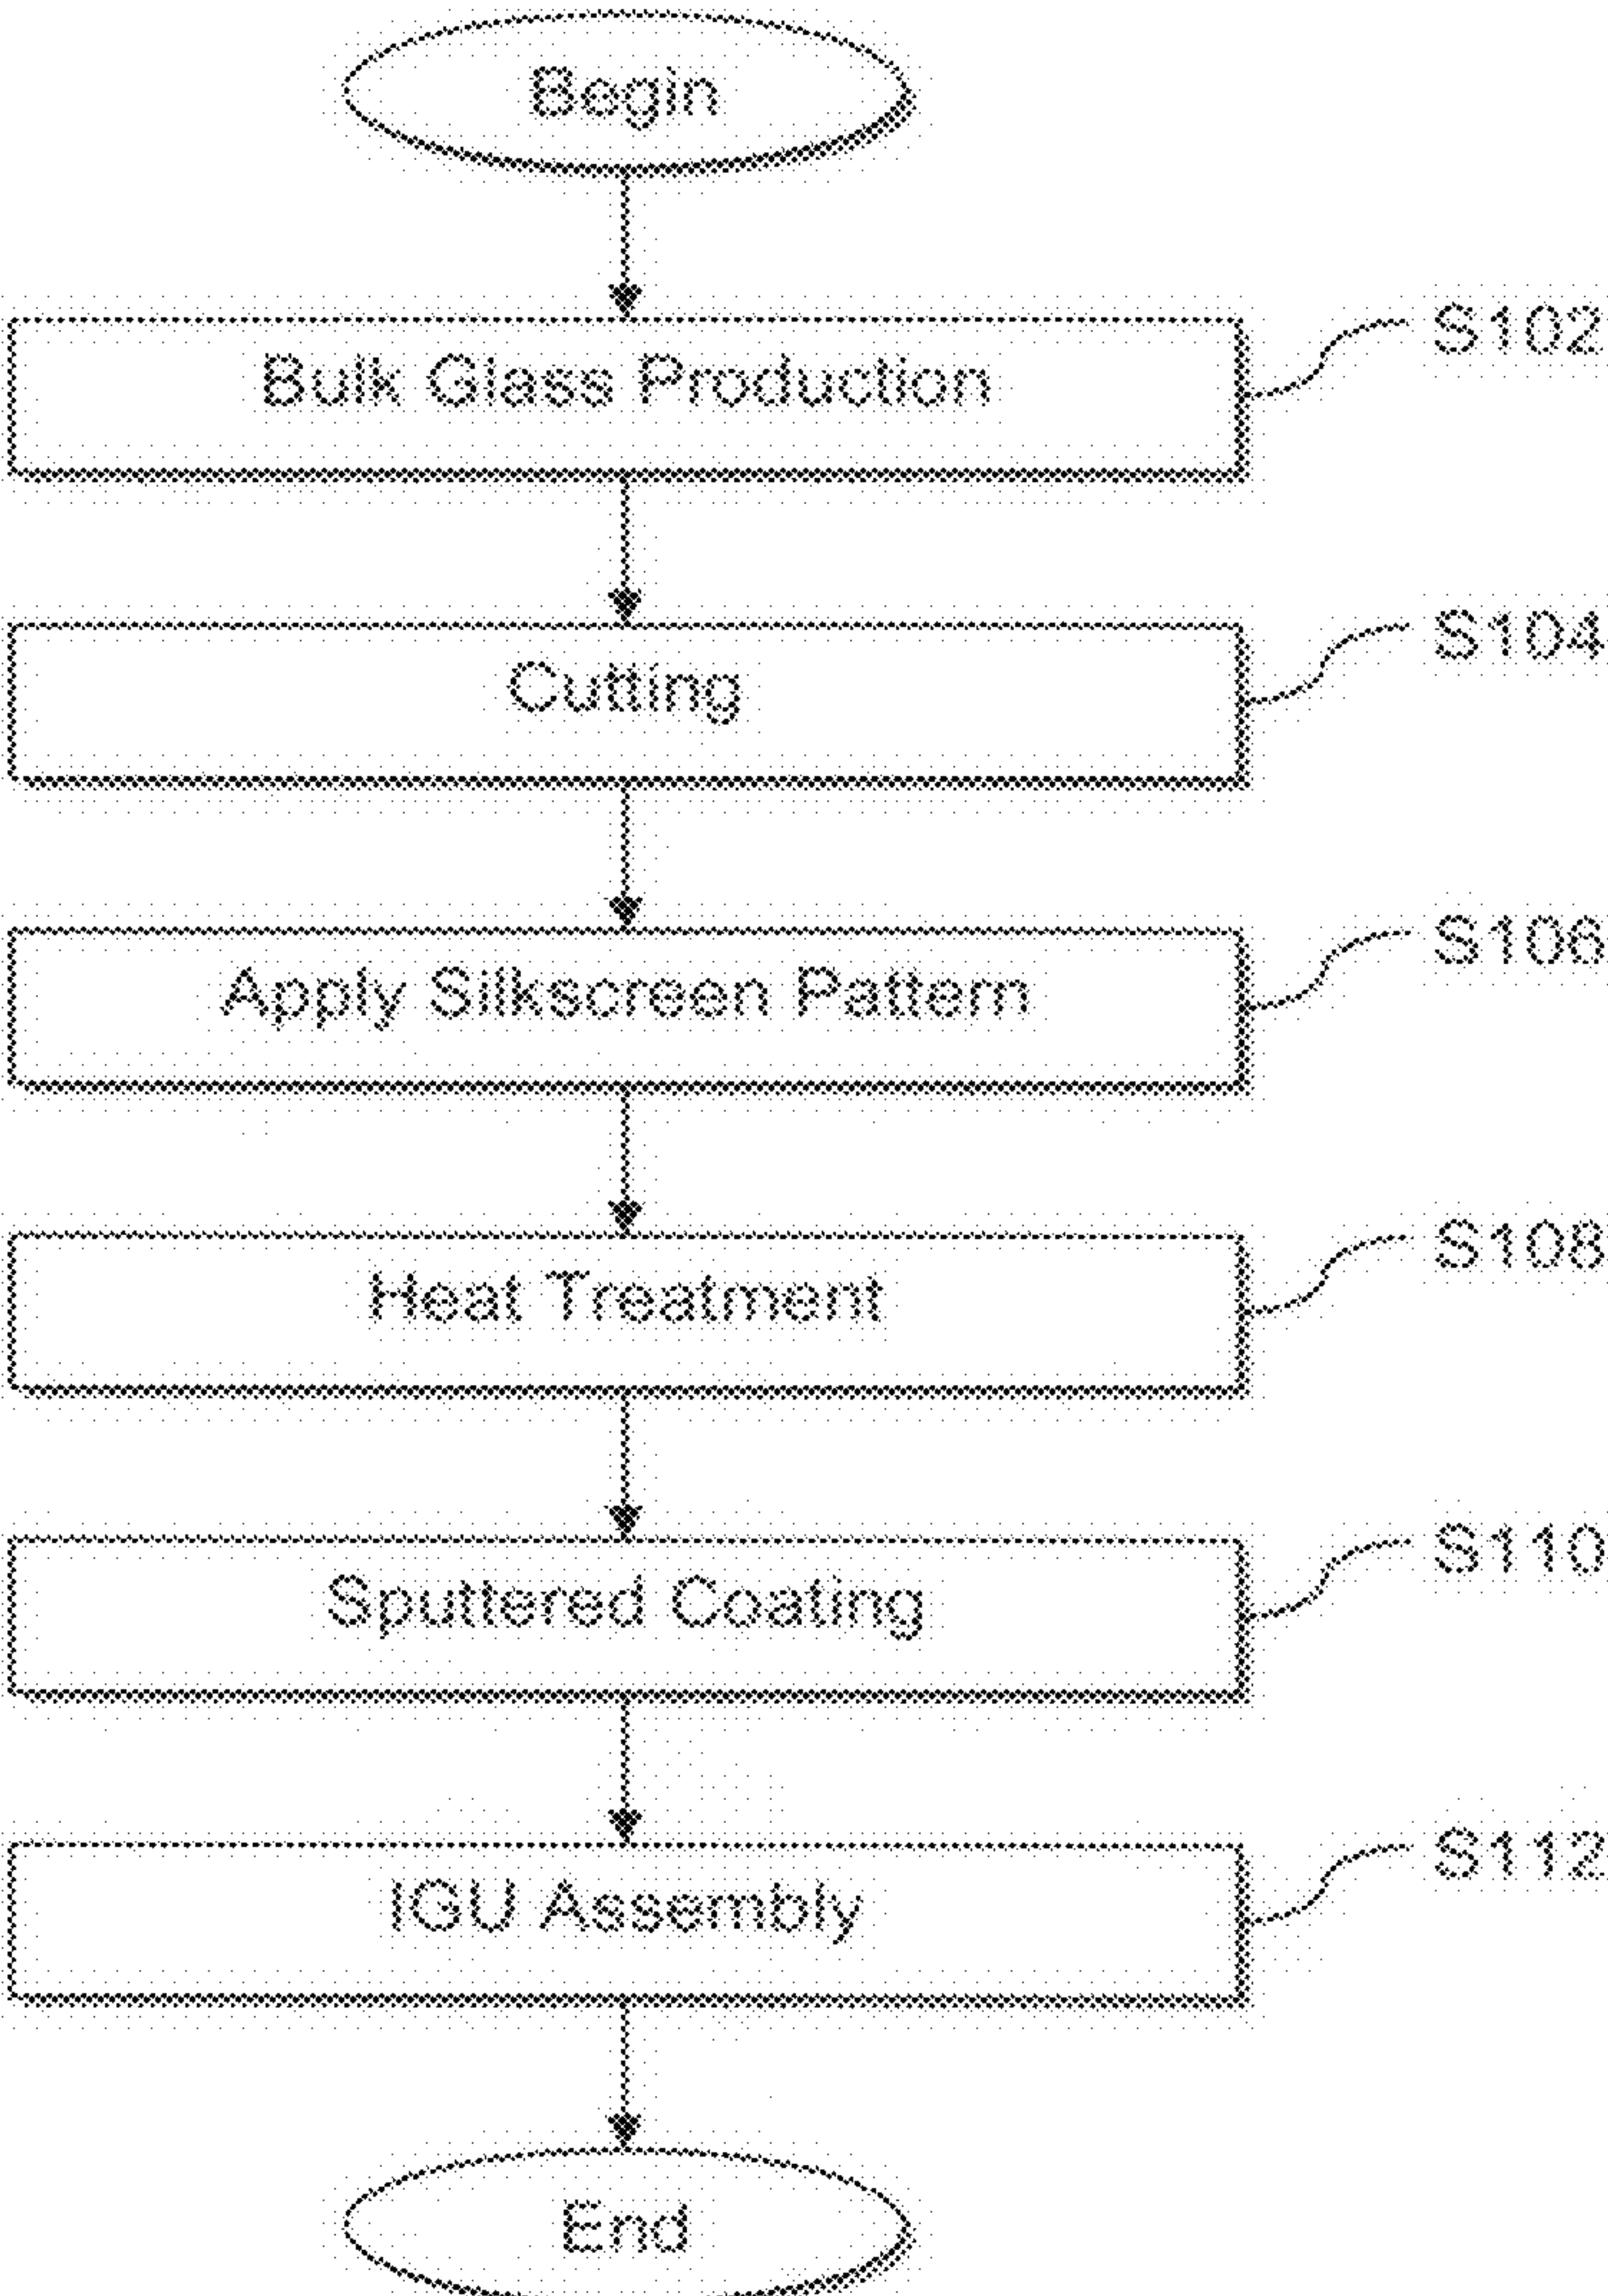 Begin
Bulk Glass Production
S102
Cutting
S104
Apply Silkscreen Pattern
S106
Heat Treatment
S108
Sputtered Coating
S110
IGU Assembly
S112
End